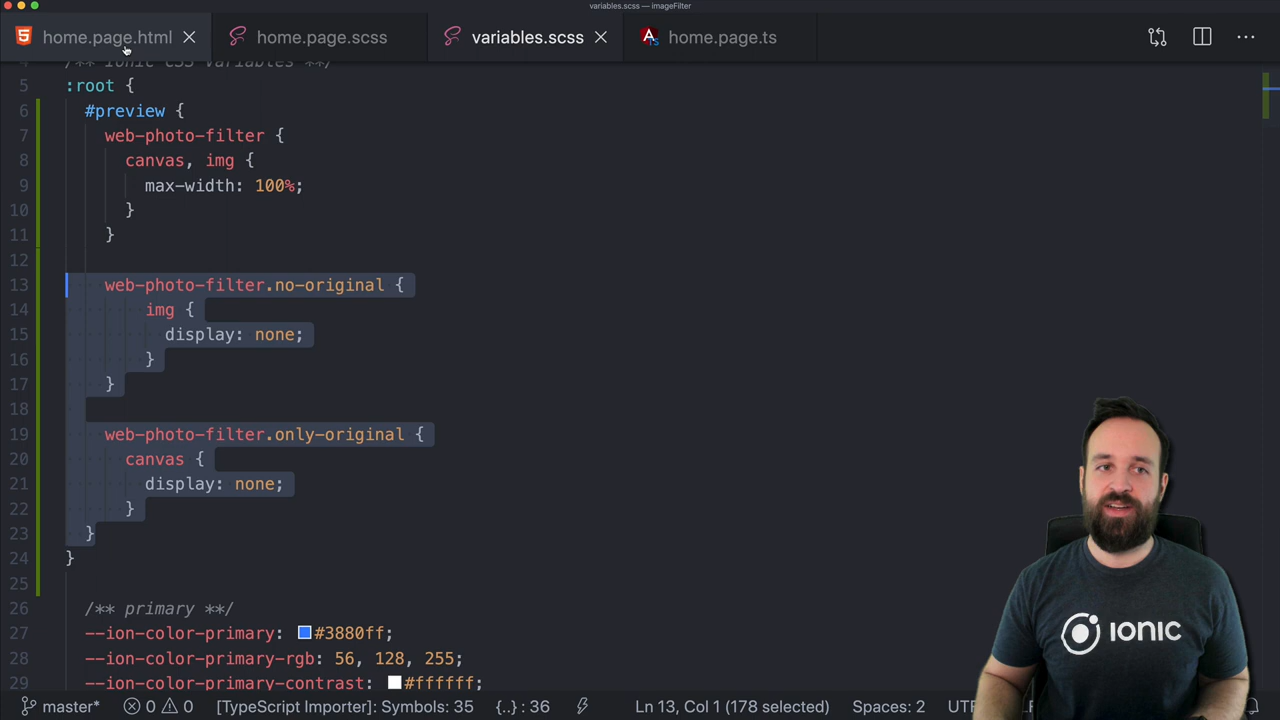 variables.scss — imageFilter
home.page.html
home.page.scss
variables.scss
home.page.ts
4 /** Ionic CSS Variables **/
5 :root {
6 #preview {
7 web-photo-filter {
8 canvas, img {
9 max-width: 100%;
10 }
11 }
12
13 web-photo-filter.no-original {
14 img {
15 display: none;
16 }
17 }
18
19 web-photo-filter.only-original {
20 canvas {
21 display: none;
22 }
23 }
24 }
25
26 /** primary **/
27 --ion-color-primary: #3880ff;
28 --ion-color-primary-rgb: 56, 128, 255;
29 --ion-color-primary-contrast: #ffffff;
ionic
master* 0 0 [TypeScript Importer]: Symbols: 35 {..} : 36 Ln 13, Col 1 (178 selected) Spaces: 2